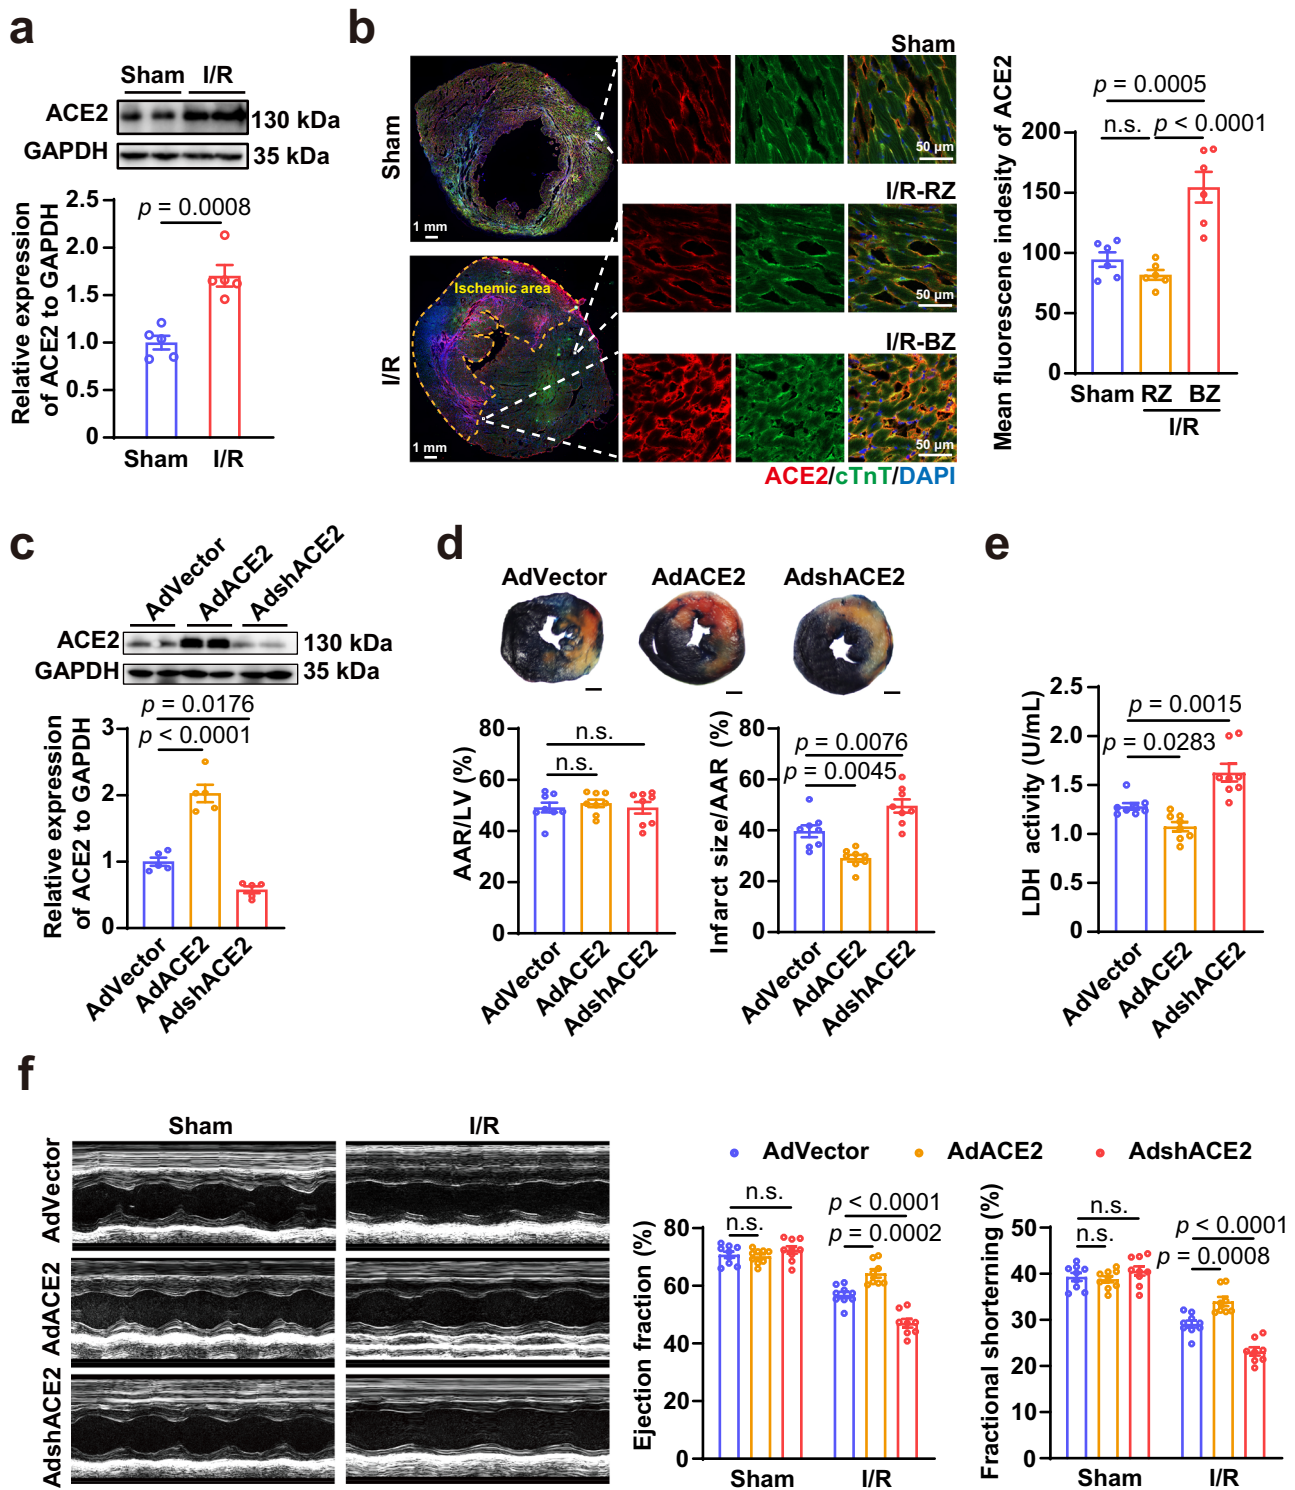 a
Sham I/R
ACE2 130 kDa
GAPDH 35 kDa
Relative expression
of ACE2 to GAPDH
2.5
2.0
1.5
1.0
0.5
0
p = 0.0008
Sham I/R
b
Sham
I/R
1 mm
Ischemic area
1 mm
Sham
50 μm
I/R-RZ
50 μm
I/R-BZ
50 μm
ACE2/cTnT/DAPI
Mean fluorescene indesity of ACE2
200
150
100
50
0
p = 0.0005
n.s. p < 0.0001
Sham RZ BZ
I/R
c
AdVector AdACE2 AdshACE2
ACE2 130 kDa
GAPDH 35 kDa
Relative expression
of ACE2 to GAPDH
3
2
1
0
p = 0.0176
p < 0.0001
AdVector AdACE2 AdshACE2
d
AdVector AdACE2 AdshACE2
AAR/LV (%)
80
60
40
20
0
n.s.
n.s.
AdVector AdACE2 AdshACE2
Infarct size/AAR (%)
80
60
40
20
0
p = 0.0076
p = 0.0045
AdVector AdACE2 AdshACE2
e
LDH activity (U/mL)
2.5
2.0
1.5
1.0
0.5
0
p = 0.0015
p = 0.0283
AdVector AdACE2 AdshACE2
f
Sham I/R
AdVector
AdACE2
AdshACE2
AdVector AdACE2 AdshACE2
Ejection fraction (%)
80
60
40
20
0
n.s.
n.s.
p < 0.0001
p = 0.0002
Sham I/R
Fractional shorterning (%)
50
40
30
20
10
0
n.s.
n.s.
p < 0.0001
p = 0.0008
Sham I/R